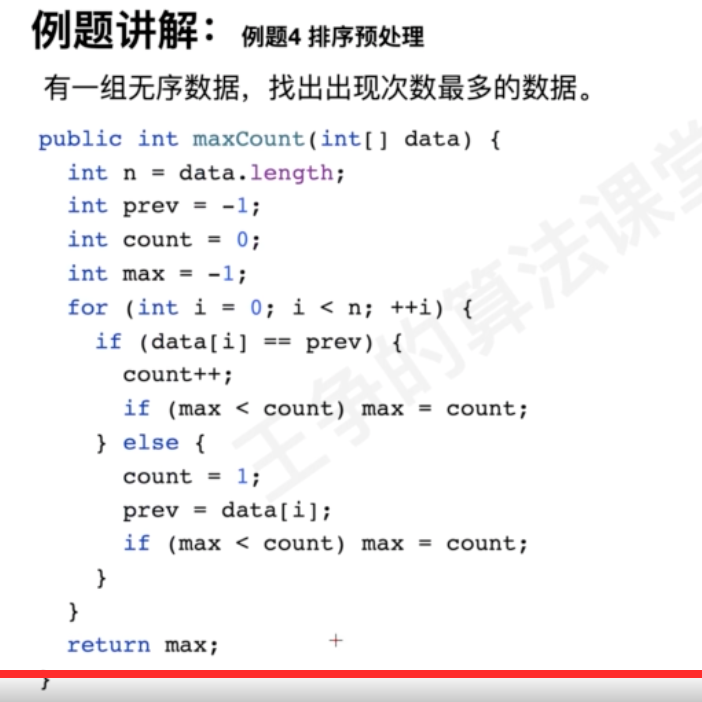 例题讲解： 例题4 排序预处理
有一组无序数据，找出出现次数最多的数据。
public int maxCount(int[] data) {
  int n = data.length;
  int prev = -1;
  int count = 0;
  int max = -1;
  for (int i = 0; i < n; ++i) {
    if (data[i] == prev) {
      count++;
      if (max < count) max = count;
    } else {
      count = 1;
      prev = data[i];
      if (max < count) max = count;
    }
  }
  return max;
}
王争的算法课堂